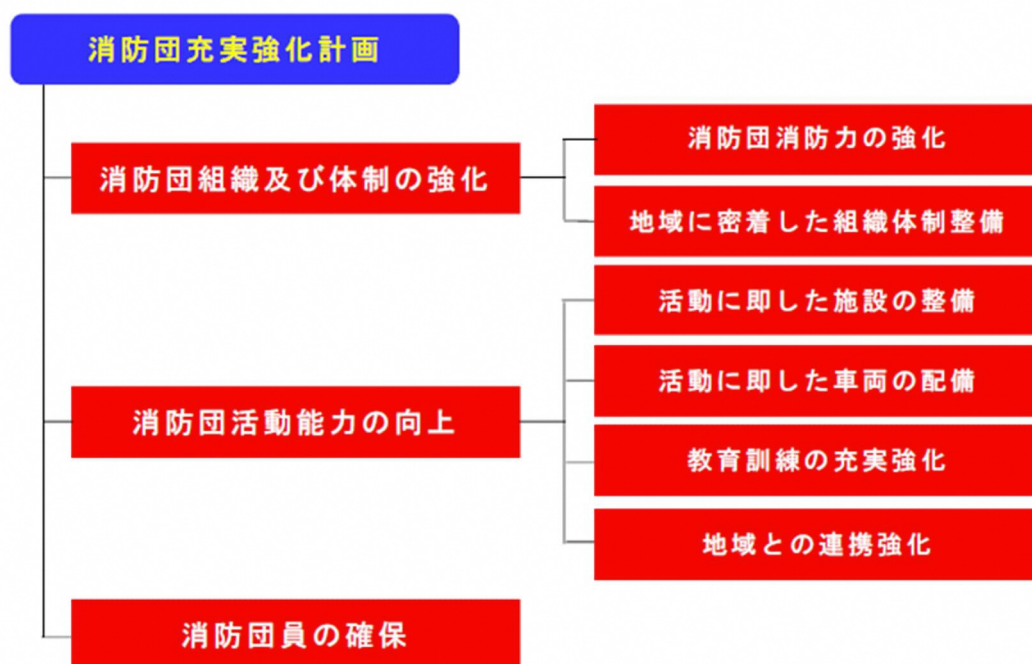 消防団充実強化計画
消防団組織及び体制の強化
消防団消防力の強化
地域に密着した組織体制整備
消防団活動能力の向上
活動に即した施設の整備
活動に即した車両の配備
教育訓練の充実強化
地域との連携強化
消防団員の確保